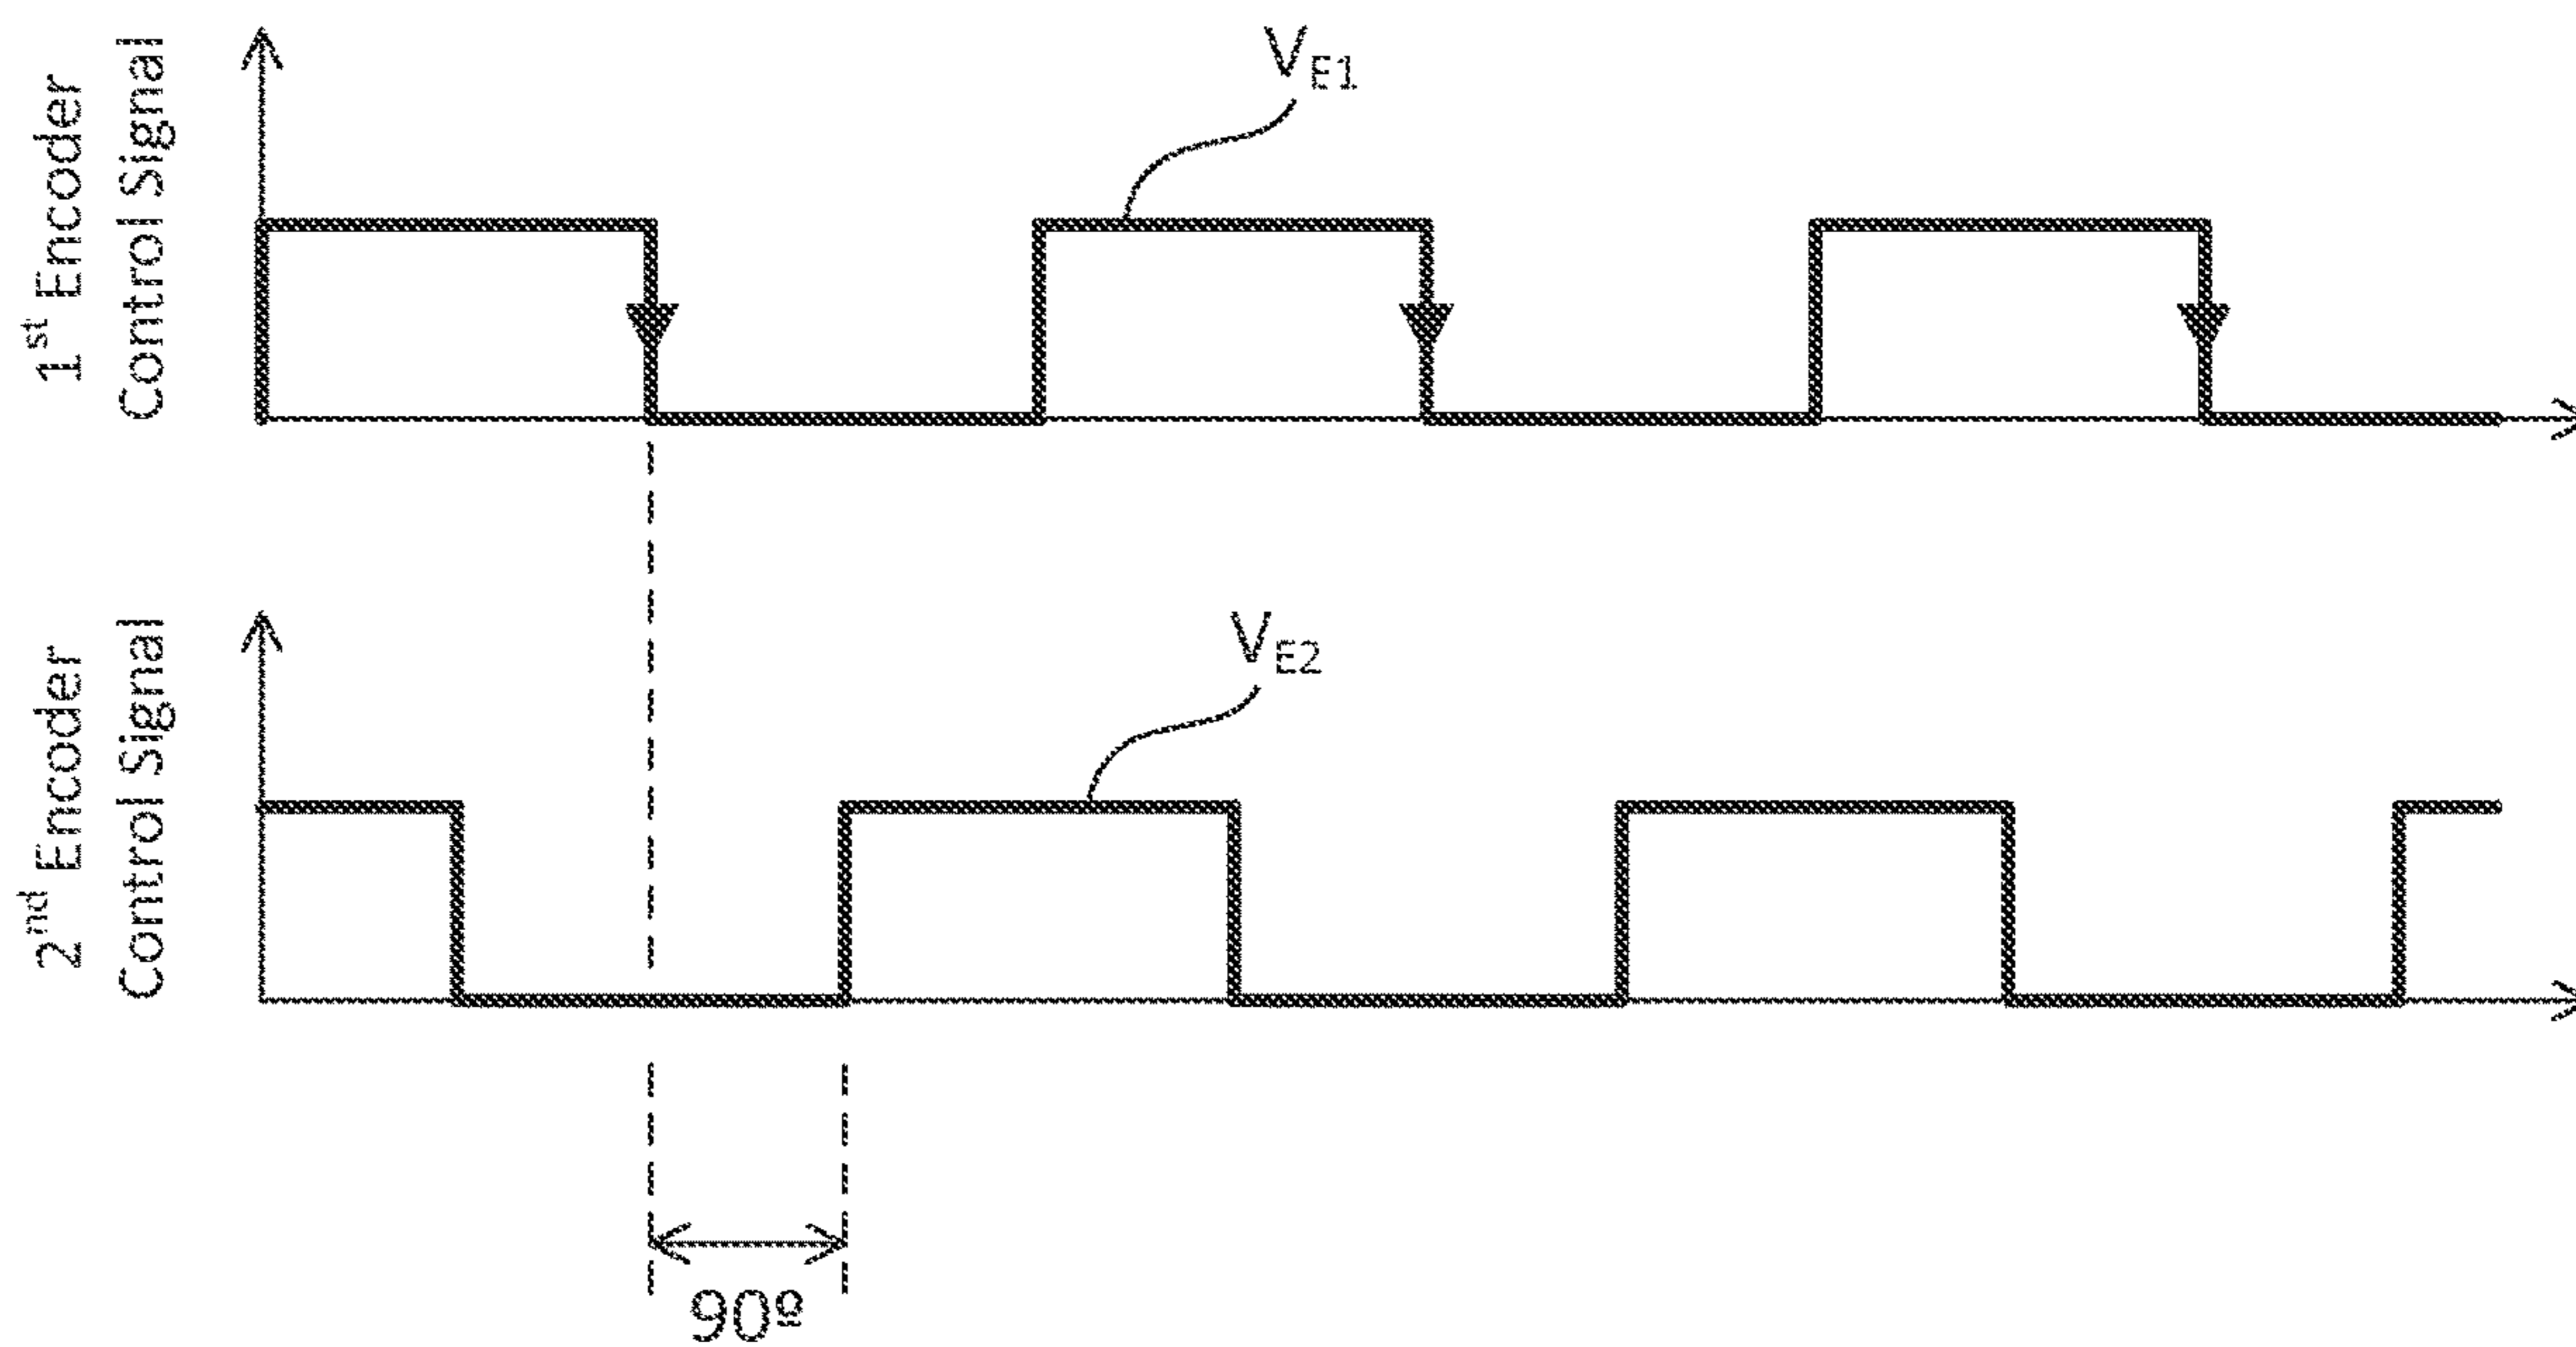 1st Encoder
Control Signal
VE1
2nd Encoder
Control Signal
VE2
90º